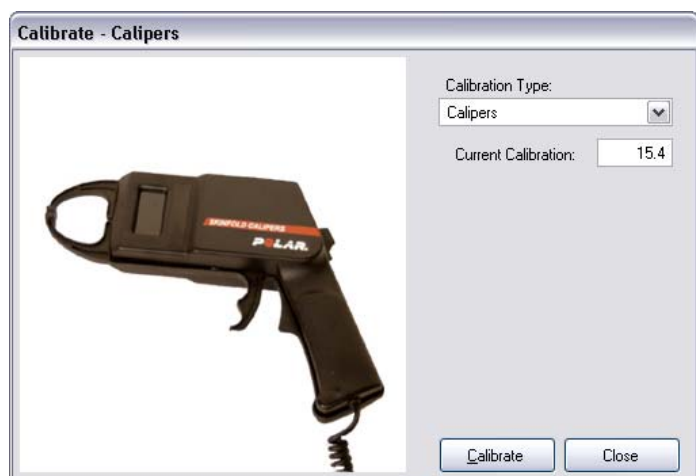 Calibrate - Calipers
SKINFOLD CALIPERS
POLAR.
Calibration Type:
Calipers
Current Calibration: 15.4
Calibrate
Close